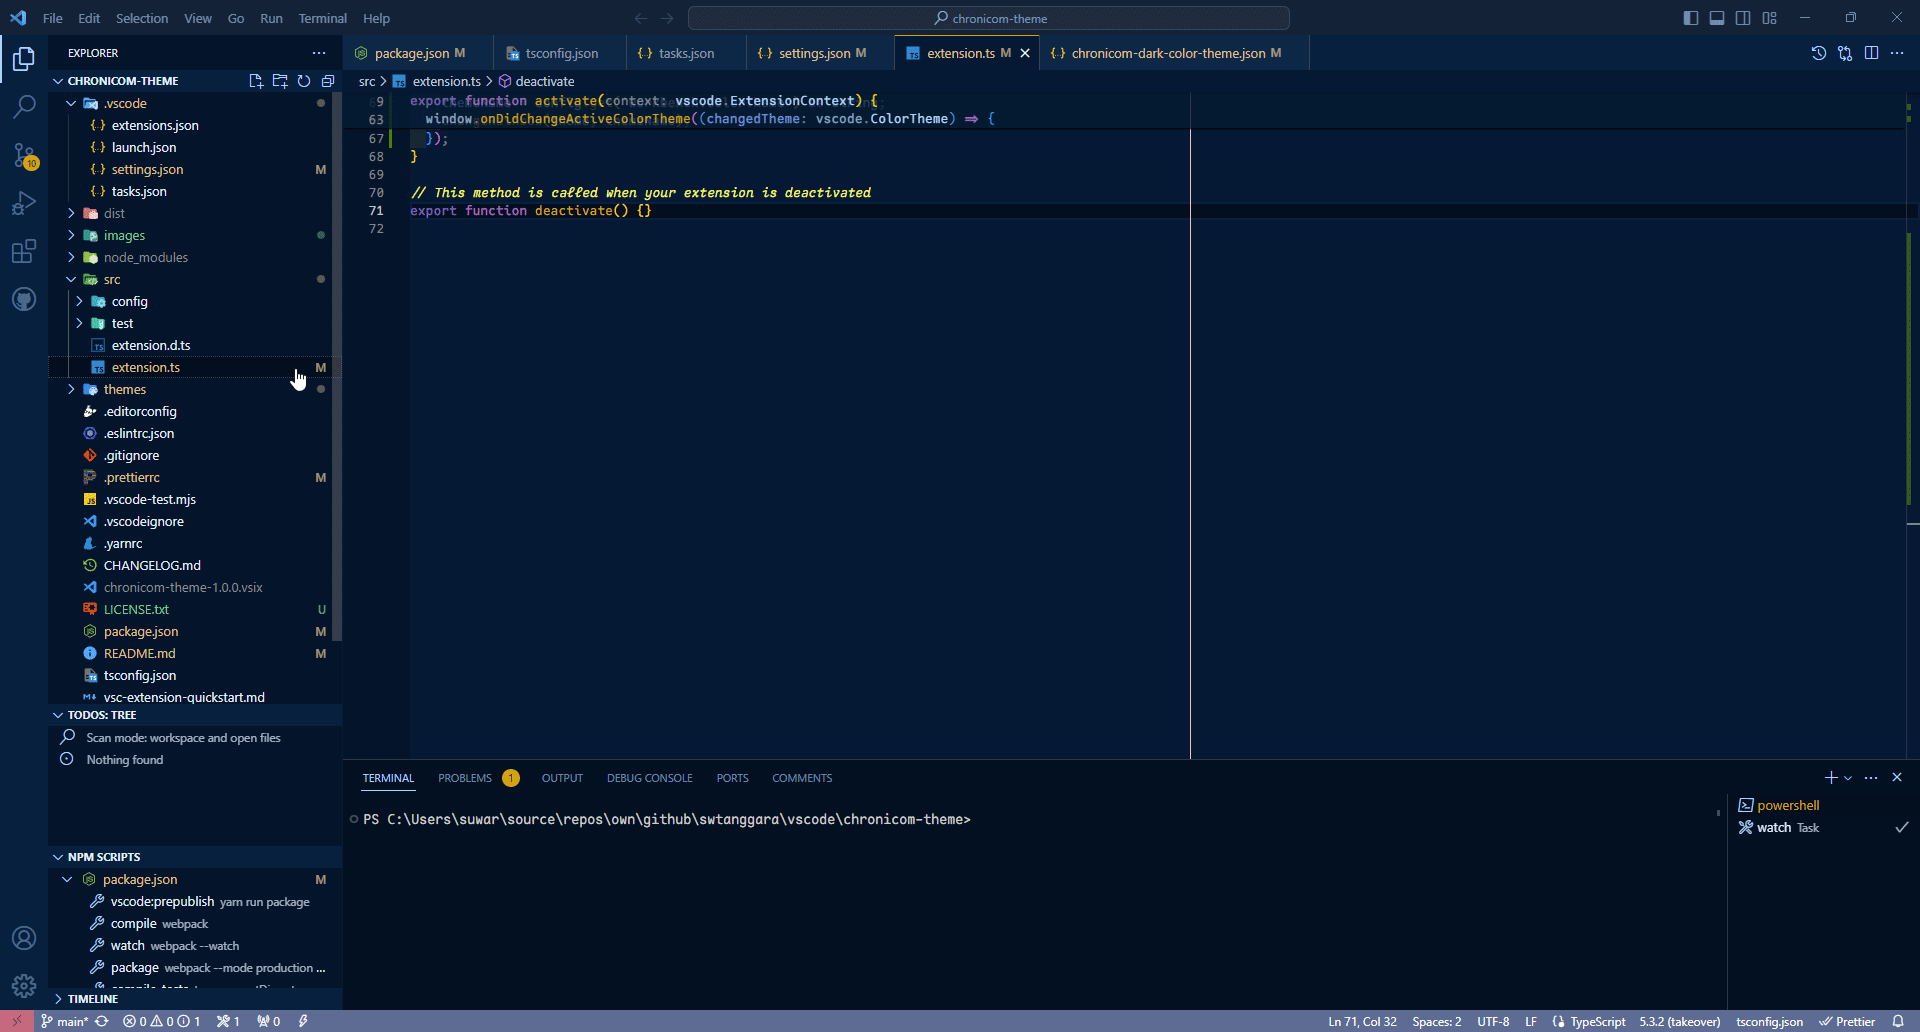 File Edit Selection View Go Run Terminal Help
chronicom-theme
EXPLORER
CHRONICOM-THEME
.vscode
extensions.json
launch.json
settings.json M
tasks.json
dist
images
node_modules
src
config
test
extension.d.ts
extension.ts M
themes
.editorconfig
.eslintrc.json
.gitignore
.prettierrc M
.vscode-test.mjs
.vscodeignore
.yarnrc
CHANGELOG.md
chronicom-theme-1.0.0.vsix
LICENSE.txt U
package.json M
README.md M
tsconfig.json
vsc-extension-quickstart.md
TODOS: TREE
Scan mode: workspace and open files
Nothing found
NPM SCRIPTS
package.json M
vscode:prepublish yarn run package
compile webpack
watch webpack --watch
package webpack --mode production ...
TIMELINE
10
package.json M tsconfig.json tasks.json settings.json M extension.ts M chronicom-dark-color-theme.json M
src > extension.ts > deactivate
9 export function activate(context: vscode.ExtensionContext) {
63 window.onDidChangeActiveColorTheme((changedTheme: vscode.ColorTheme) => {
67 });
68 }
69
70 // This method is called when your extension is deactivated
71 export function deactivate() {}
72
TERMINAL PROBLEMS 1 OUTPUT DEBUG CONSOLE PORTS COMMENTS
PS C:\Users\suwar\source\repos\own\github\swtanggara\vscode\chronicom-theme>
powershell
watch Task
main* 0 0 1 1 0 Ln 71, Col 32 Spaces: 2 UTF-8 LF TypeScript 5.3.2 (takeover) tsconfig.json Prettier